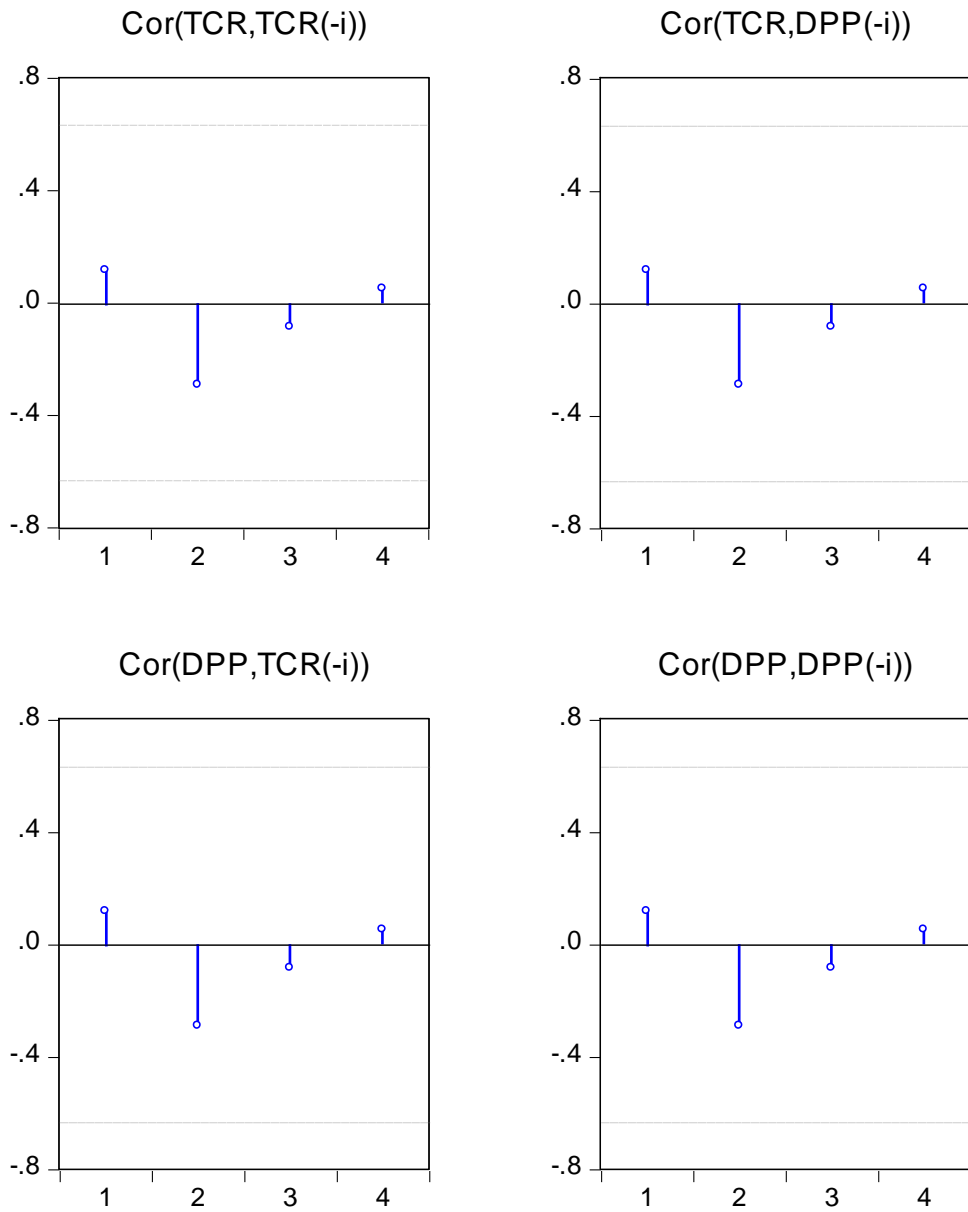 Cor(TCR,TCR(-i))
.8
.4
.0
-.4
-.8
1 2 3 4
Cor(TCR,DPP(-i))
.8
.4
.0
-.4
-.8
1 2 3 4
Cor(DPP,TCR(-i))
.8
.4
.0
-.4
-.8
1 2 3 4
Cor(DPP,DPP(-i))
.8
.4
.0
-.4
-.8
1 2 3 4